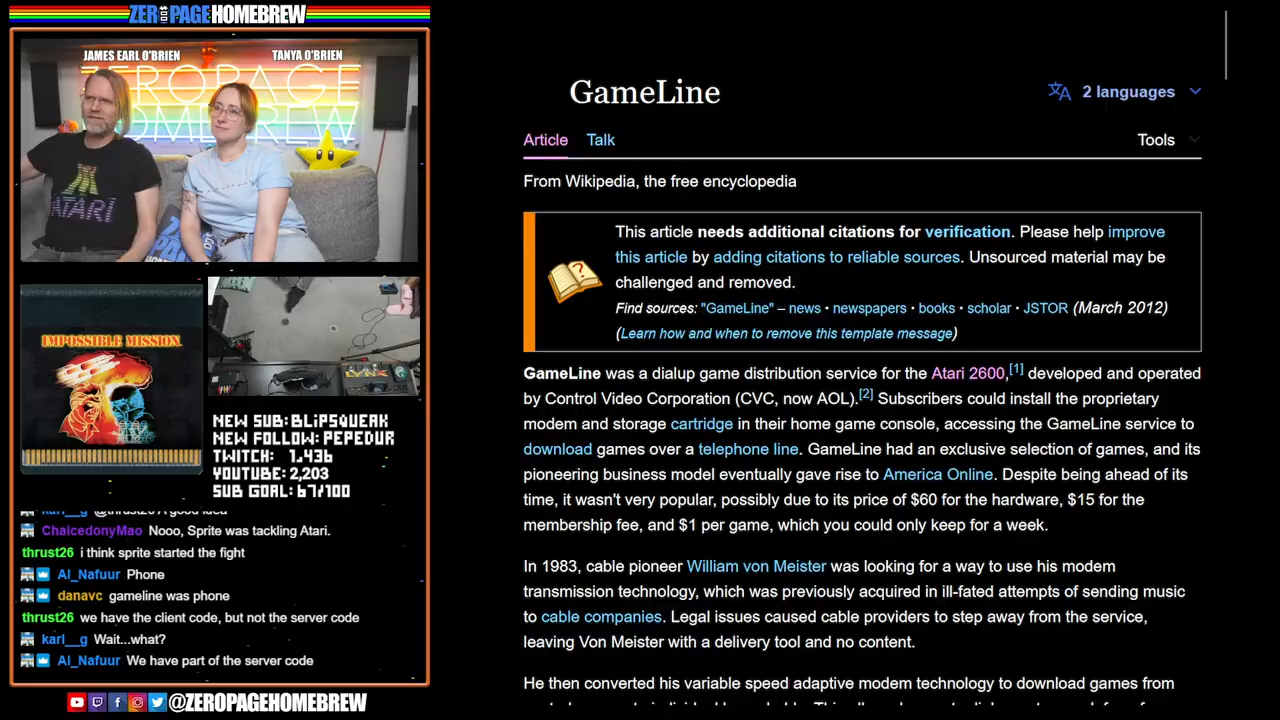 ZEROPAGE HOMEBREW
JAMES EARL O'BRIEN
TANYA O'BRIEN
ZEROPAGE
HOMEBREW
ATARI
IMPOSSIBLE MISSION
LYNX
NEW SUB: BLIPSQUEAK
NEW FOLLOW: PEPEDUR
TWITCH: 1,436
YOUTUBE: 2,203
SUB GOAL: 67/100
karl__g @thrust26 A good idea
ChalcedonyMao Nooo, Sprite was tackling Atari.
thrust26 i think sprite started the fight
Al_Nafuur Phone
danavc gameline was phone
thrust26 we have the client code, but not the server code
karl__g Wait...what?
Al_Nafuur We have part of the server code
@ZEROPAGEHOMEBREW
GameLine
2 languages
Article Talk
Tools
From Wikipedia, the free encyclopedia
This article needs additional citations for verification. Please help improve
this article by adding citations to reliable sources. Unsourced material may be
challenged and removed.
Find sources: "GameLine" – news · newspapers · books · scholar · JSTOR (March 2012)
(Learn how and when to remove this template message)
GameLine was a dialup game distribution service for the Atari 2600,[1] developed and operated
by Control Video Corporation (CVC, now AOL).[2] Subscribers could install the proprietary
modem and storage cartridge in their home game console, accessing the GameLine service to
download games over a telephone line. GameLine had an exclusive selection of games, and its
pioneering business model eventually gave rise to America Online. Despite being ahead of its
time, it wasn't very popular, possibly due to its price of $60 for the hardware, $15 for the
membership fee, and $1 per game, which you could only keep for a week.
In 1983, cable pioneer William von Meister was looking for a way to use his modem
transmission technology, which was previously acquired in ill-fated attempts of sending music
to cable companies. Legal issues caused cable providers to step away from the service,
leaving Von Meister with a delivery tool and no content.
He then converted his variable speed adaptive modem technology to download games from